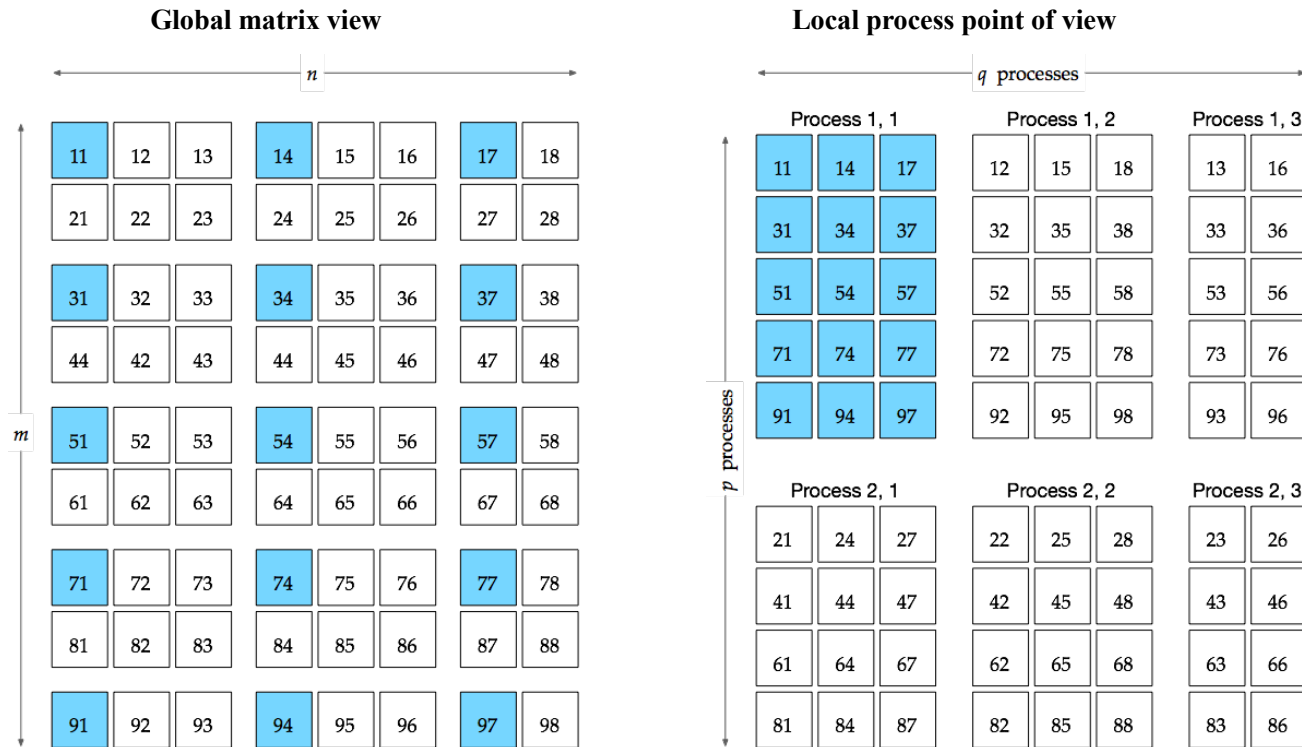 Global matrix view
n
m
11 12 13 14 15 16 17 18
21 22 23 24 25 26 27 28
31 32 33 34 35 36 37 38
44 42 43 44 45 46 47 48
51 52 53 54 55 56 57 58
61 62 63 64 65 66 67 68
71 72 73 74 75 76 77 78
81 82 83 84 85 86 87 88
91 92 93 94 95 96 97 98
Local process point of view
q processes
p processes
Process 1, 1 Process 1, 2 Process 1, 3
11 14 17 12 15 18 13 16
31 34 37 32 35 38 33 36
51 54 57 52 55 58 53 56
71 74 77 72 75 78 73 76
91 94 97 92 95 98 93 96
Process 2, 1 Process 2, 2 Process 2, 3
21 24 27 22 25 28 23 26
41 44 47 42 45 48 43 46
61 64 67 62 65 68 63 66
81 84 87 82 85 88 83 86